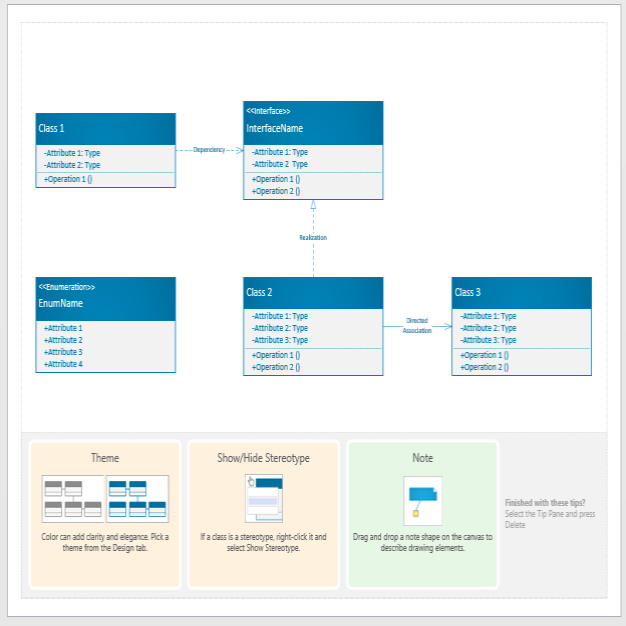 Class 1
-Attribute 1: Type
-Attribute 2: Type
+Operation 1 ()
Dependency
<<Interface>>
InterfaceName
-Attribute 1: Type
-Attribute 2  Type
+Operation 1 ()
+Operation 2 ()
Realization
<<Enumeration>>
EnumName
+Attribute 1
+Attribute 2
+Attribute 3
+Attribute 4
Class 2
-Attribute 1: Type
-Attribute 2: Type
-Attribute 3: Type
+Operation 1 ()
+Operation 2 ()
Directed
Association
Class 3
-Attribute 1: Type
-Attribute 2: Type
-Attribute 3: Type
+Operation 1 ()
+Operation 2 ()
Theme
Color can add clarity and elegance. Pick a
theme from the Design tab.
Show/Hide Stereotype
If a class is a stereotype, right-click it and
select Show Stereotype.
Note
Drag and drop a note shape on the canvas to
describe drawing elements.
Finished with these tips?
Select the Tip Pane and press
Delete